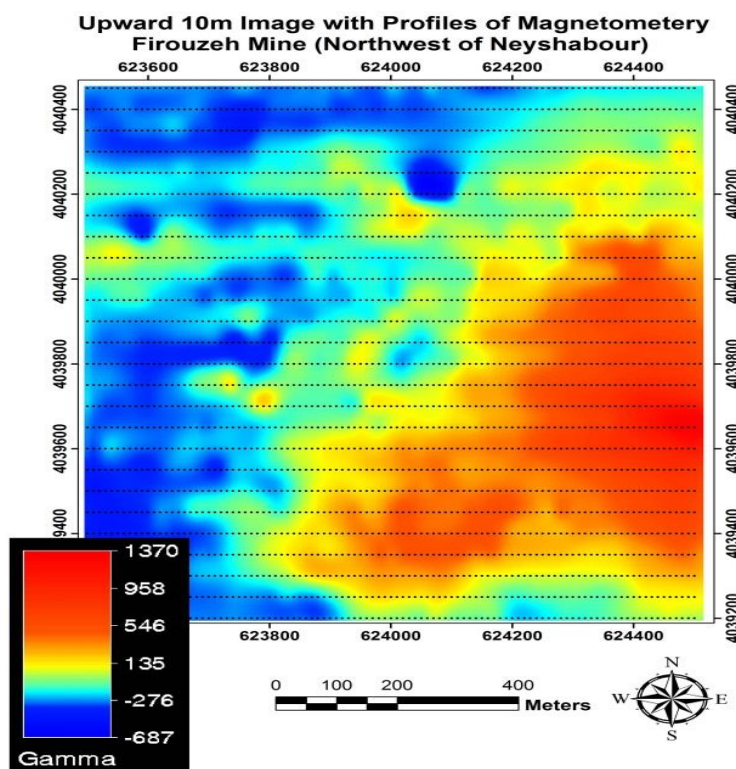 Upward 10m Image with Profiles of Magnetometery
Firouzeh Mine (Northwest of Neyshabour)
623600 623800 624000 624200 624400
4040400 4040400
4040200 4040200
4040000 4040000
4039800 4039800
4039600 4039600
9400 4039400
4039200
623800 624000 624200 624400
1370
958
546
135
-276
-687
Gamma
0 100 200 400
Meters
N
W E
S